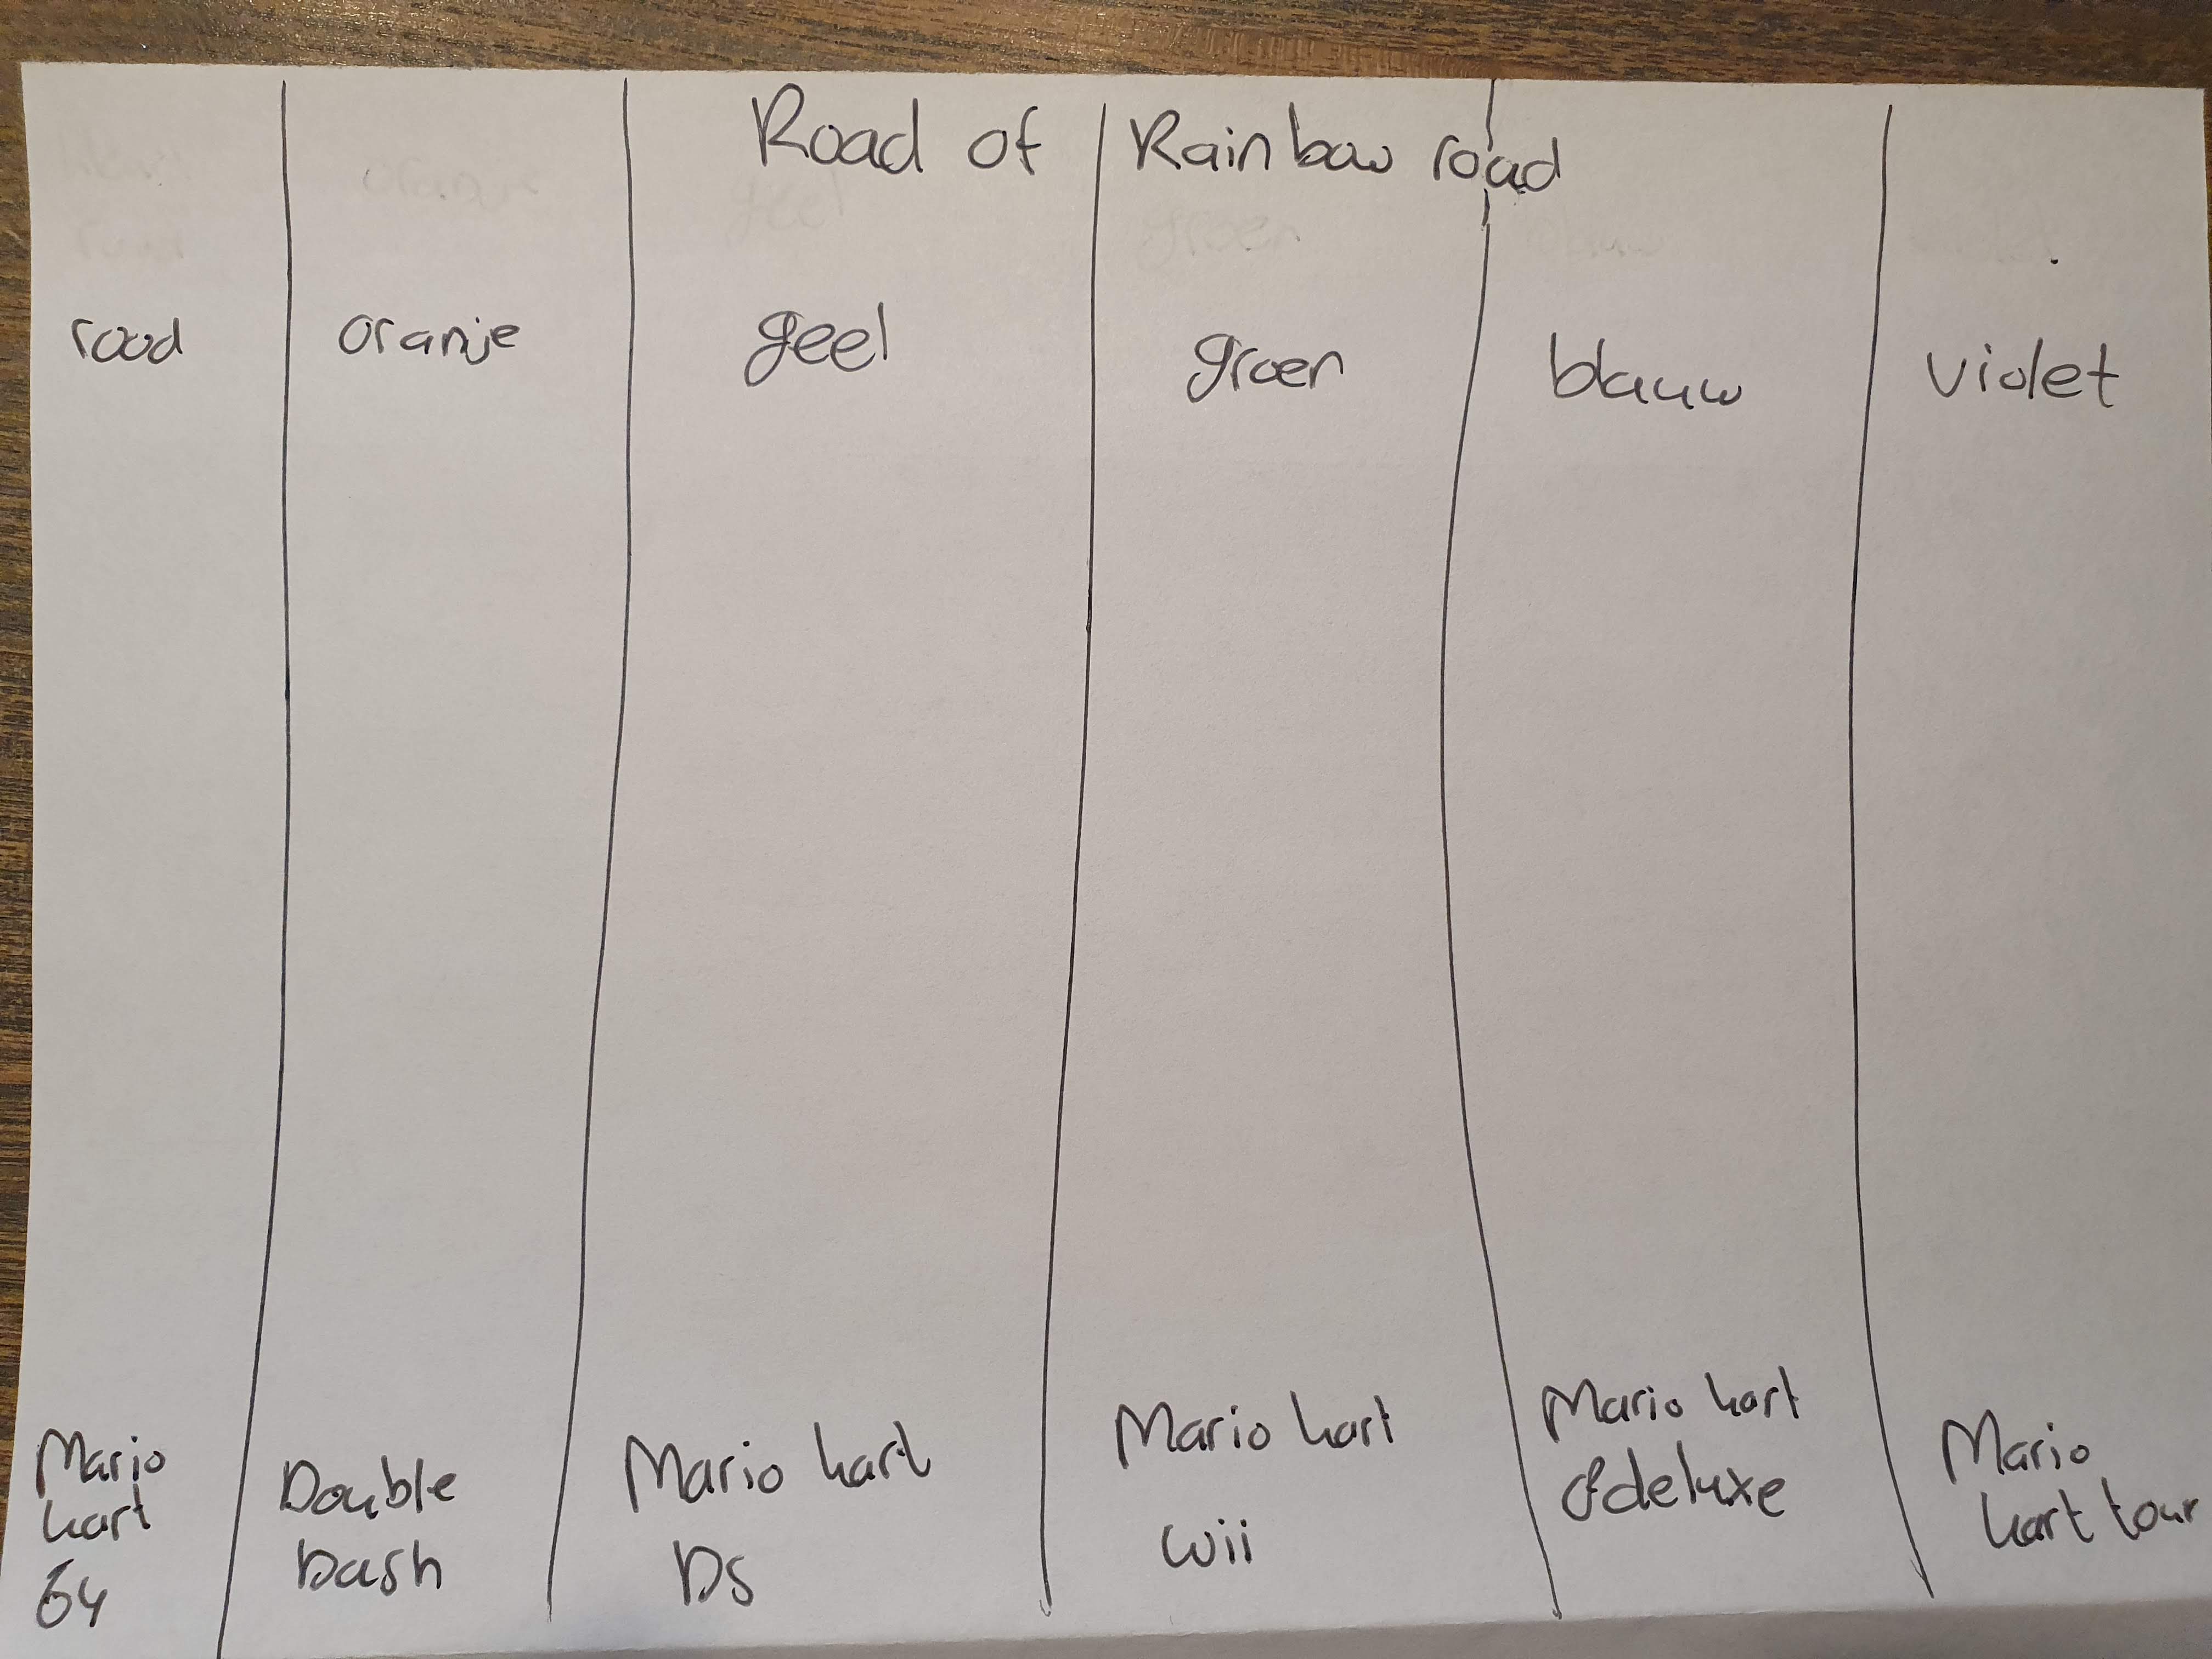 Road of Rainbow road
rood
oranje
geel
groen
blauw
violet
Mario
kart
64
Double
Dash
Mario kart
DS
Mario kart
wii
Mario kart
8deluxe
Mario
kart tour